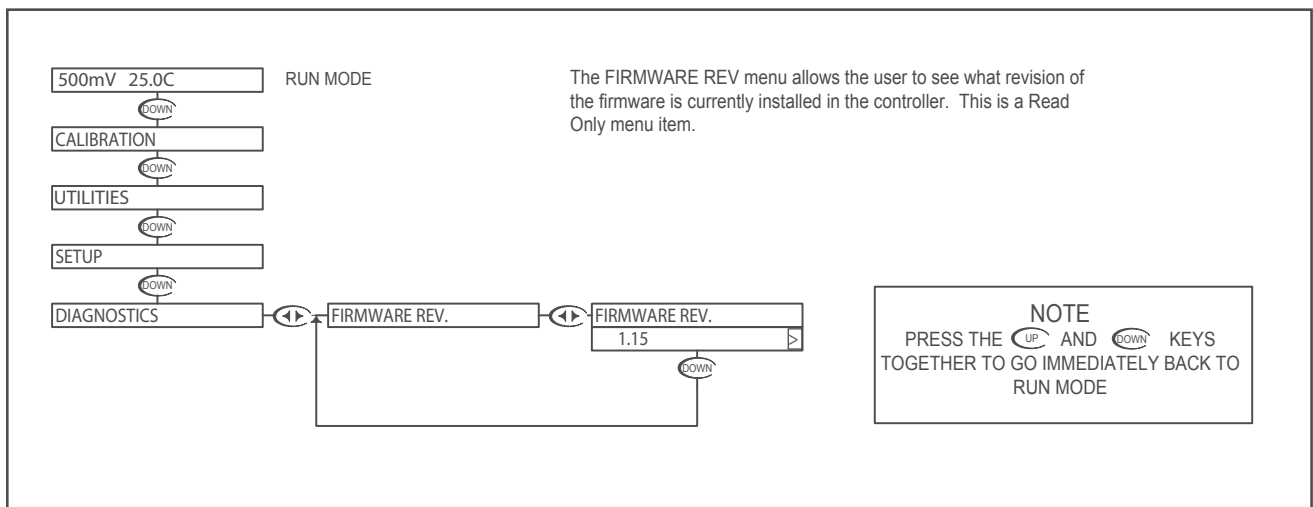 500mV 25.0C RUN MODE
The FIRMWARE REV menu allows the user to see what revision of
the firmware is currently installed in the controller. This is a Read
Only menu item.
DOWN
CALIBRATION
DOWN
UTILITIES
DOWN
SETUP
DOWN
DIAGNOSTICS
FIRMWARE REV.
FIRMWARE REV.
1.15 >
DOWN
NOTE
PRESS THE UP AND DOWN KEYS
TOGETHER TO GO IMMEDIATELY BACK TO
RUN MODE